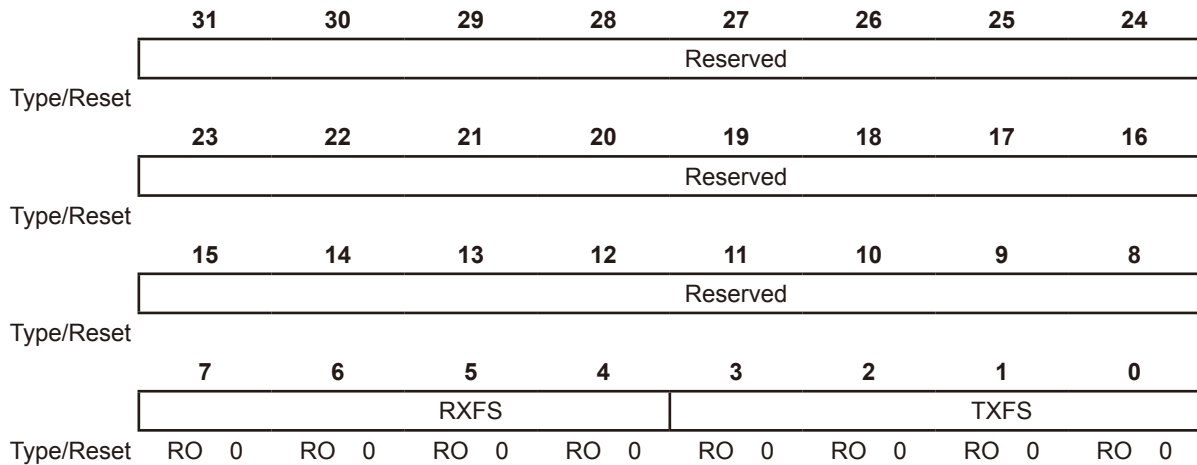 31 30 29 28 27 26 25 24
Reserved
Type/Reset
23 22 21 20 19 18 17 16
Reserved
Type/Reset
15 14 13 12 11 10 9 8
Reserved
Type/Reset
7 6 5 4 3 2 1 0
RXFS TXFS
Type/Reset RO 0 RO 0 RO 0 RO 0 RO 0 RO 0 RO 0 RO 0